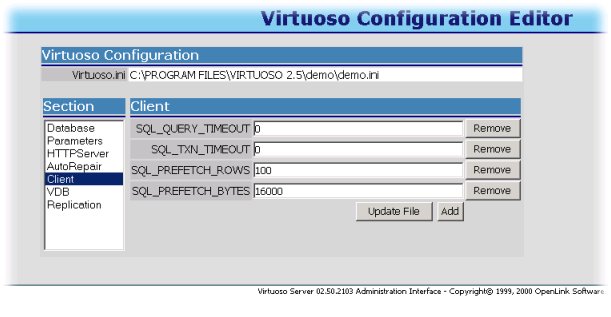 Virtuoso Configuration Editor
Virtuoso Configuration
Virtuoso.ini C:\PROGRAM FILES\VIRTUOSO 2.5\demo\demo.ini
Section
Database
Parameters
HTTPServer
AutoRepair
Client
VDB
Replication
Client
SQL_QUERY_TIMEOUT 0 Remove
SQL_TXN_TIMEOUT 0 Remove
SQL_PREFETCH_ROWS 100 Remove
SQL_PREFETCH_BYTES 16000 Remove
Update File Add
Virtuoso Server 02.50.2103 Administration Interface - Copyright© 1999, 2000 OpenLink Software